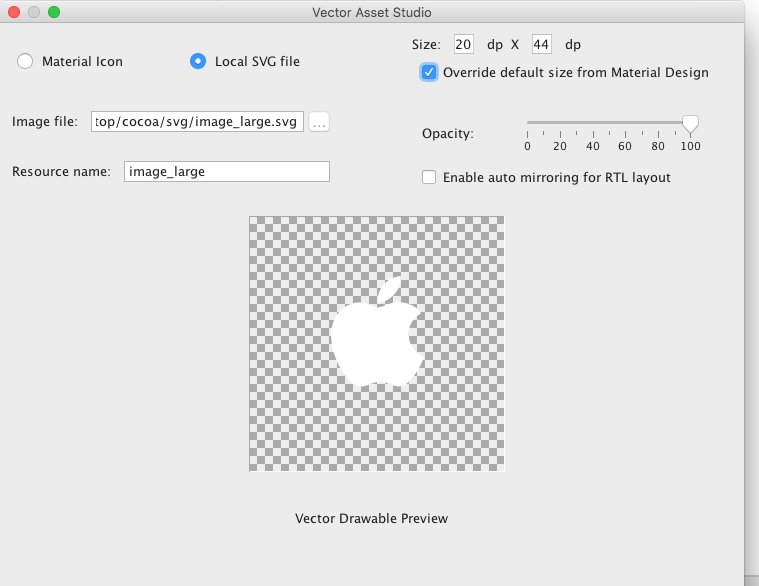 Vector Asset Studio
Material Icon
Local SVG file
Size: 20 dp X 44 dp
Override default size from Material Design
Image file: top/cocoa/svg/image_large.svg ...
Opacity:
0 20 40 60 80 100
Resource name: image_large
Enable auto mirroring for RTL layout
Vector Drawable Preview